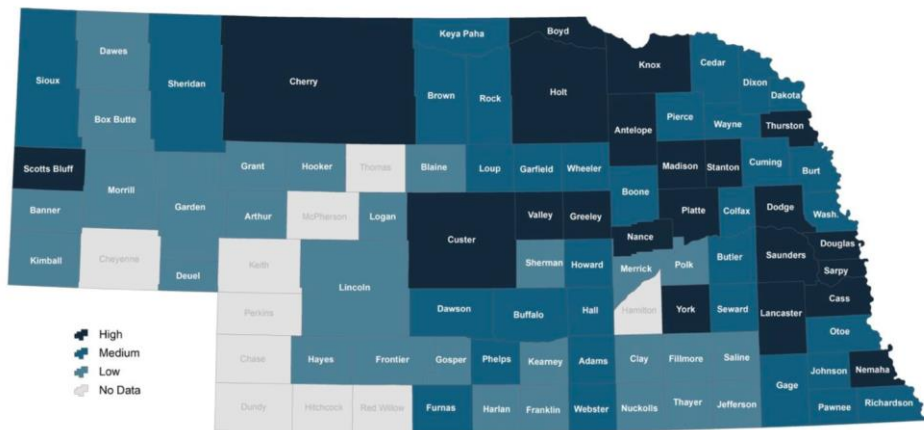 Sioux
Dawes
Sheridan
Cherry
Keya Paha
Boyd
Knox
Cedar
Dixon
Dakota
Box Butte
Brown
Rock
Holt
Antelope
Pierce
Wayne
Thurston
Scotts Bluff
Morrill
Grant
Hooker
Thomas
Blaine
Loup
Garfield
Wheeler
Boone
Madison
Stanton
Cuming
Burt
Banner
Garden
Arthur
McPherson
Logan
Custer
Valley
Greeley
Nance
Platte
Colfax
Dodge
Wash.
Kimball
Cheyenne
Deuel
Keith
Lincoln
Sherman
Howard
Merrick
Polk
Butler
Saunders
Douglas
Sarpy
Perkins
Dawson
Buffalo
Hall
Hamilton
York
Seward
Lancaster
Cass
Otoe
Chase
Hayes
Frontier
Gosper
Phelps
Kearney
Adams
Clay
Fillmore
Saline
Gage
Johnson
Nemaha
Dundy
Hitchcock
Red Willow
Furnas
Harlan
Franklin
Webster
Nuckolls
Thayer
Jefferson
Pawnee
Richardson
High
Medium
Low
No Data